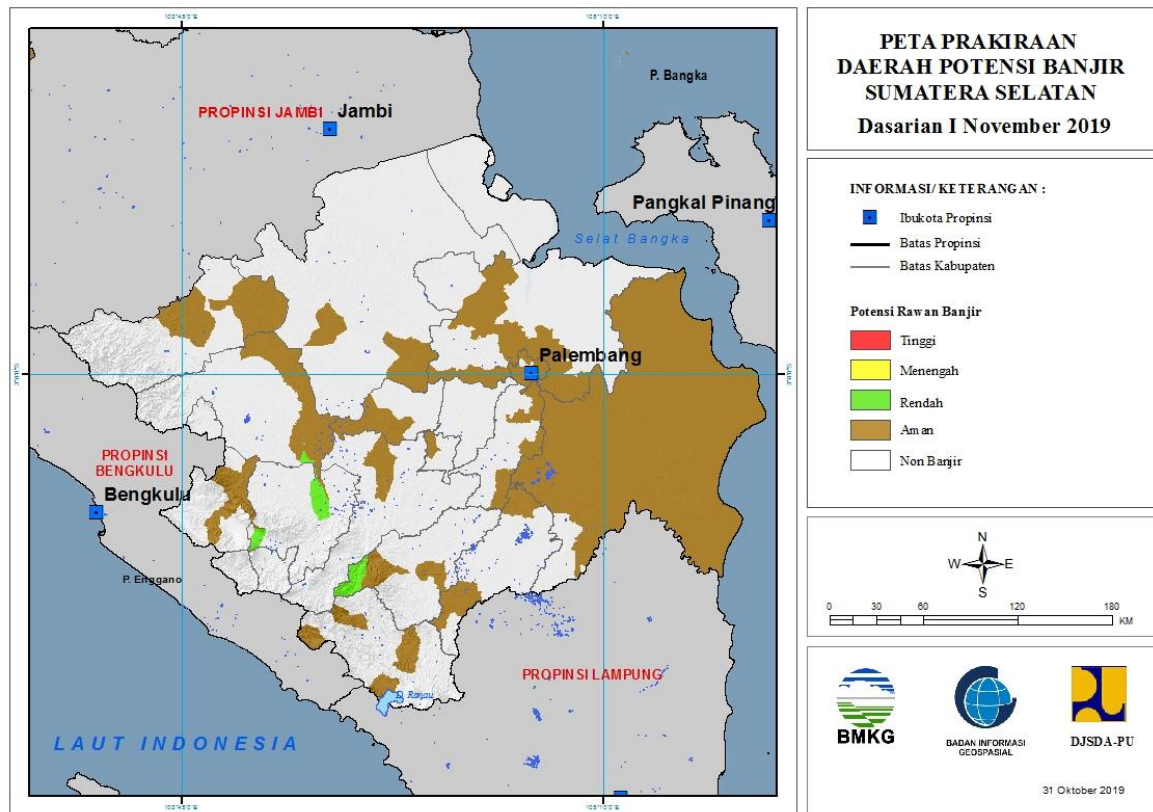 PETA PRAKIRAAN
DAERAH POTENSI BANJIR
SUMATERA SELATAN
Dasarian I November 2019
INFORMASI/ KETERANGAN :
Ibukota Propinsi
Batas Propinsi
Batas Kabupaten
Potensi Rawan Banjir
Tinggi
Menengah
Rendah
Aman
Non Banjir
N
W E
S
0 30 60 120 180
KM
BMKG
BADAN INFORMASI
GEOSPASIAL
DJSDA-PU
31 Oktober 2019
P. Bangka
PROPINSI JAMBI
Jambi
Pangkal Pinang
Selat Bangka
Palembang
PROPINSI
BENGKULU
Bengkulu
P. Enggano
PROPINSI LAMPUNG
D. Ranau
LAUT INDONESIA